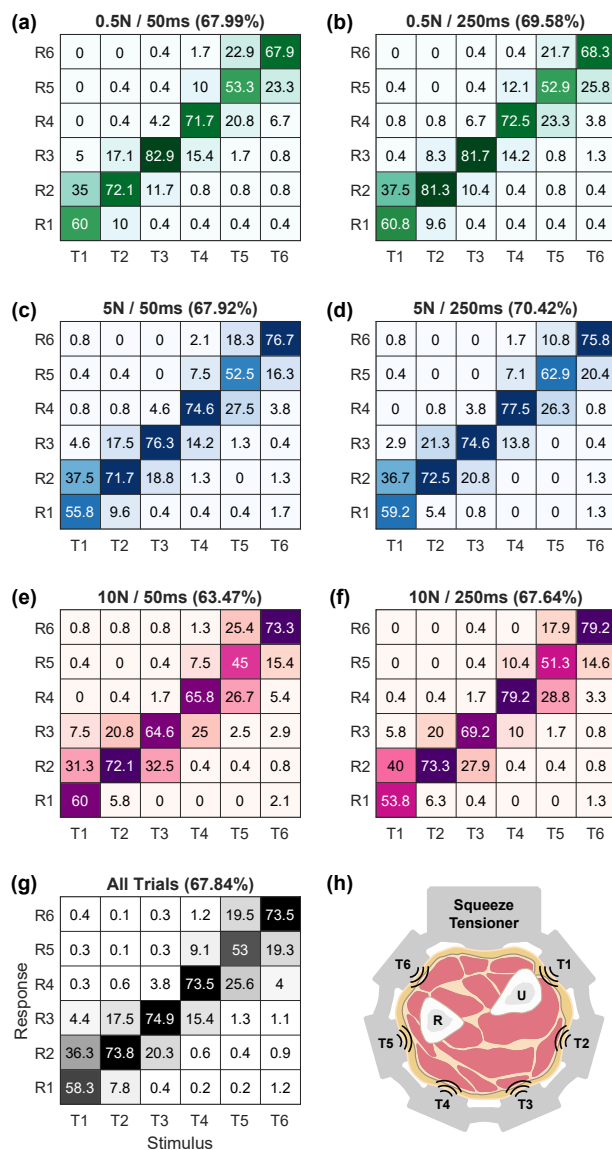 (a) 0.5N / 50ms (67.99%)
R6 0 0 0.4 1.7 22.9 67.9
R5 0 0.4 0.4 10 53.3 23.3
R4 0 0.4 4.2 71.7 20.8 6.7
R3 5 17.1 82.9 15.4 1.7 0.8
R2 35 72.1 11.7 0.8 0.8 0.8
R1 60 10 0.4 0.4 0.4 0.4
T1 T2 T3 T4 T5 T6
(b) 0.5N / 250ms (69.58%)
R6 0 0 0.4 0.4 21.7 68.3
R5 0.4 0 0.4 12.1 52.9 25.8
R4 0.8 0.8 6.7 72.5 23.3 3.8
R3 0.4 8.3 81.7 14.2 0.8 1.3
R2 37.5 81.3 10.4 0.4 0.8 0.4
R1 60.8 9.6 0.4 0.4 0.4 0.4
T1 T2 T3 T4 T5 T6
(c) 5N / 50ms (67.92%)
R6 0.8 0 0 2.1 18.3 76.7
R5 0.4 0.4 0 7.5 52.5 16.3
R4 0.8 0.8 4.6 74.6 27.5 3.8
R3 4.6 17.5 76.3 14.2 1.3 0.4
R2 37.5 71.7 18.8 1.3 0 1.3
R1 55.8 9.6 0.4 0.4 0.4 1.7
T1 T2 T3 T4 T5 T6
(d) 5N / 250ms (70.42%)
R6 0.8 0 0 1.7 10.8 75.8
R5 0.4 0 0 7.1 62.9 20.4
R4 0 0.8 3.8 77.5 26.3 0.8
R3 2.9 21.3 74.6 13.8 0 0.4
R2 36.7 72.5 20.8 0 0 1.3
R1 59.2 5.4 0.8 0 0 1.3
T1 T2 T3 T4 T5 T6
(e) 10N / 50ms (63.47%)
R6 0.8 0.8 0.8 1.3 25.4 73.3
R5 0.4 0 0.4 7.5 45 15.4
R4 0 0.4 1.7 65.8 26.7 5.4
R3 7.5 20.8 64.6 25 2.5 2.9
R2 31.3 72.1 32.5 0.4 0.4 0.8
R1 60 5.8 0 0 0 2.1
T1 T2 T3 T4 T5 T6
(f) 10N / 250ms (67.64%)
R6 0 0 0.4 0 17.9 79.2
R5 0 0 0.4 10.4 51.3 14.6
R4 0.4 0.4 1.7 79.2 28.8 3.3
R3 5.8 20 69.2 10 1.7 0.8
R2 40 73.3 27.9 0.4 0.4 0.8
R1 53.8 6.3 0.4 0 0 1.3
T1 T2 T3 T4 T5 T6
(g) All Trials (67.84%)
Response
R6 0.4 0.1 0.3 1.2 19.5 73.5
R5 0.3 0.1 0.3 9.1 53 19.3
R4 0.3 0.6 3.8 73.5 25.6 4
R3 4.4 17.5 74.9 15.4 1.3 1.1
R2 36.3 73.8 20.3 0.6 0.4 0.9
R1 58.3 7.8 0.4 0.2 0.2 1.2
T1 T2 T3 T4 T5 T6
Stimulus
(h)
Squeeze
Tensioner
T6 T1
U
R
T5 T2
T4 T3